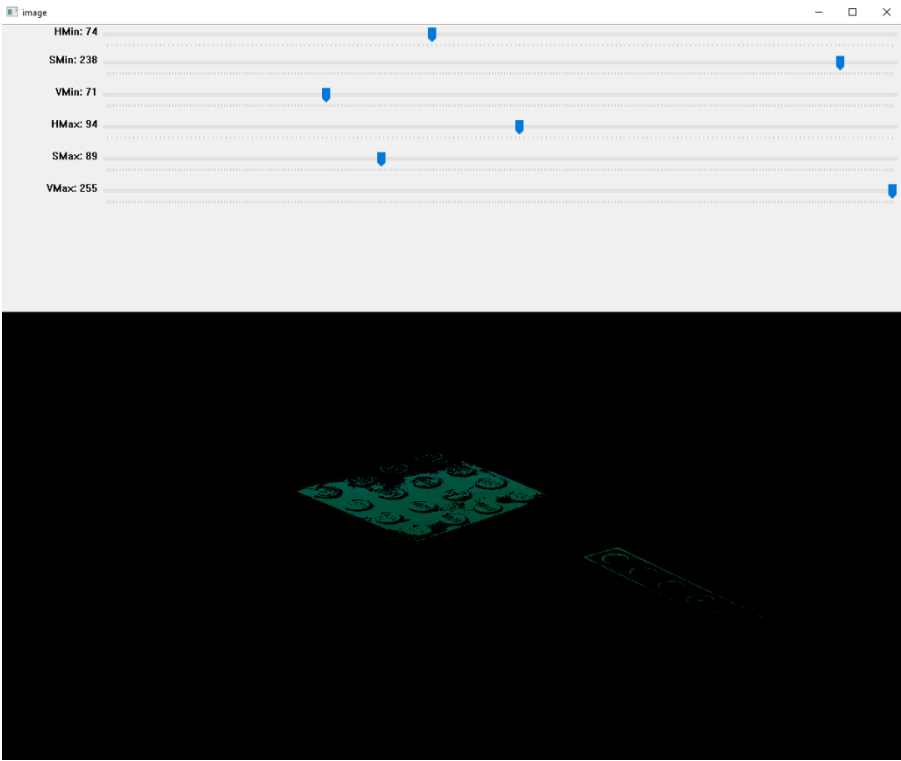 image
HMin: 74
SMin: 238
VMin: 71
HMax: 94
SMax: 89
VMax: 255